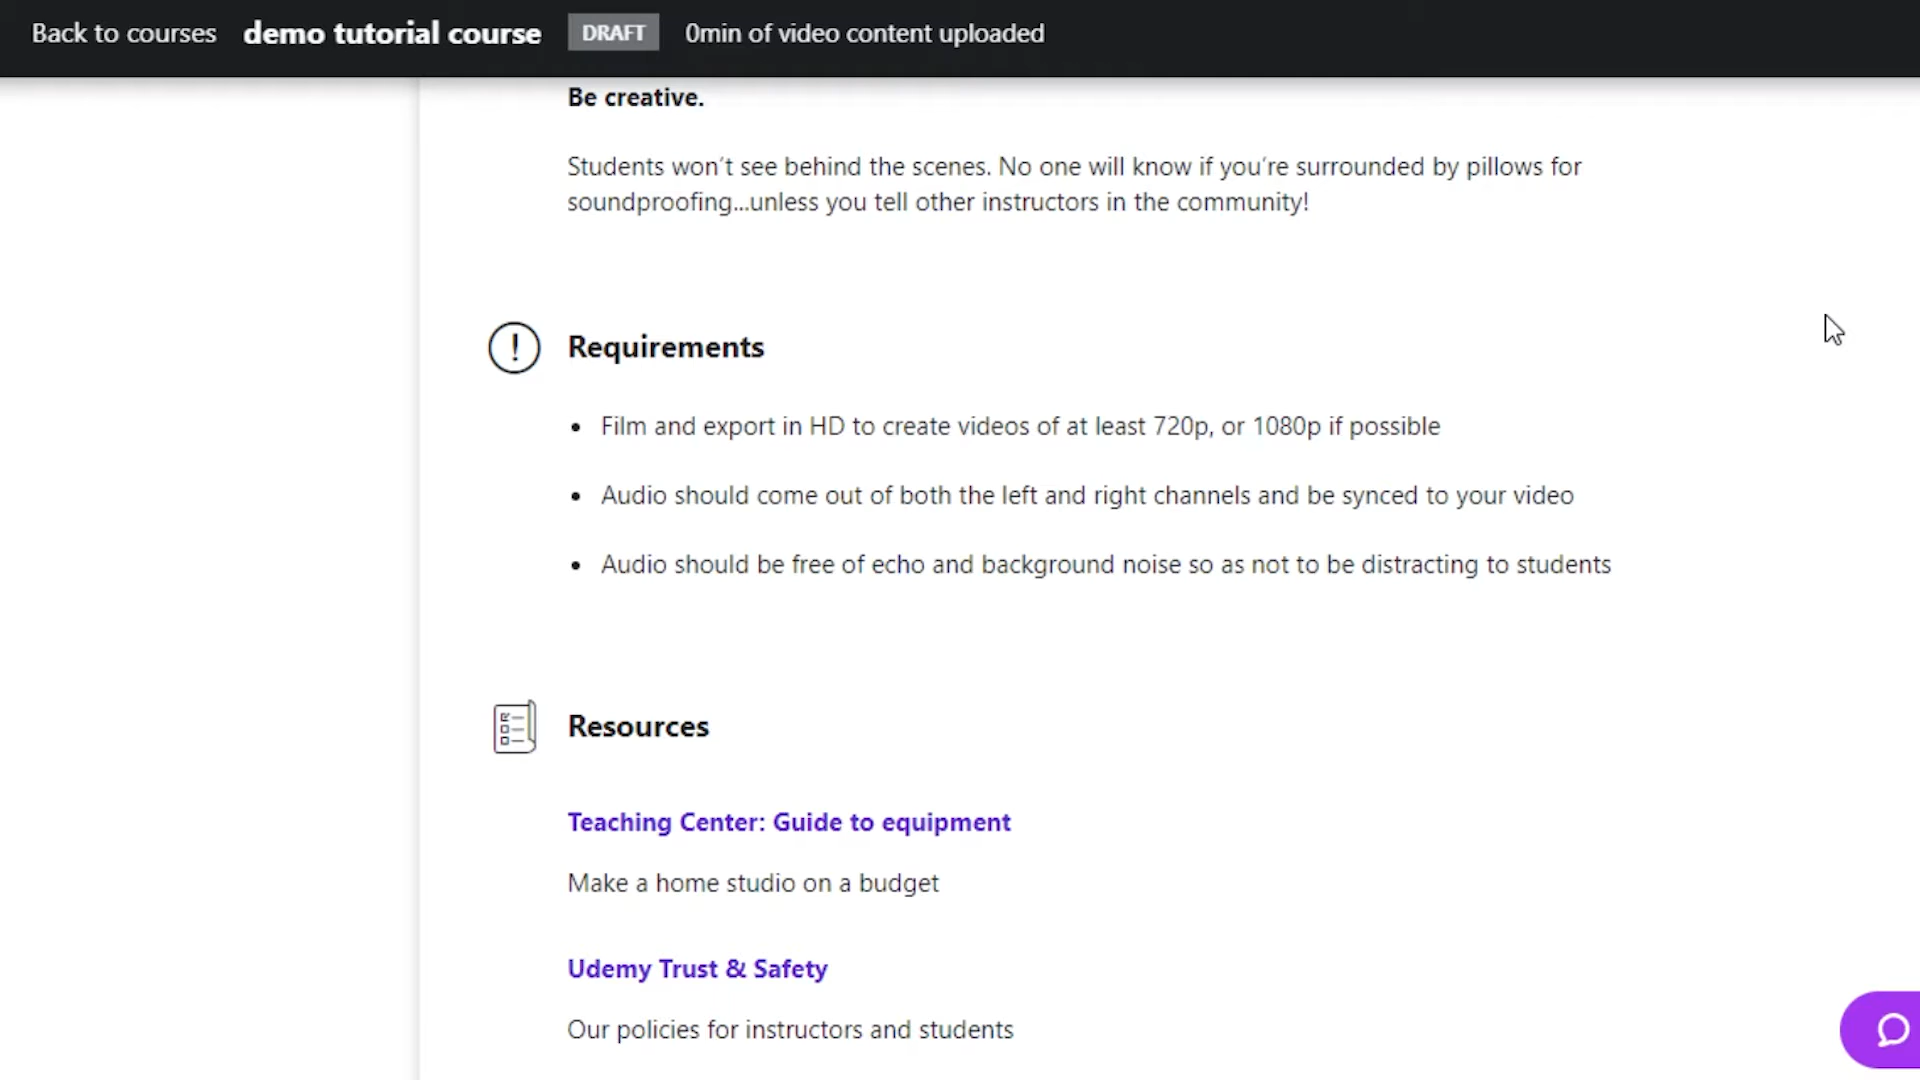 Back to courses demo tutorial course DRAFT 0min of video content uploaded
Be creative.
Students won't see behind the scenes. No one will know if you're surrounded by pillows for
soundproofing...unless you tell other instructors in the community!
Requirements
• Film and export in HD to create videos of at least 720p, or 1080p if possible
• Audio should come out of both the left and right channels and be synced to your video
• Audio should be free of echo and background noise so as not to be distracting to students
Resources
Teaching Center: Guide to equipment
Make a home studio on a budget
Udemy Trust & Safety
Our policies for instructors and students